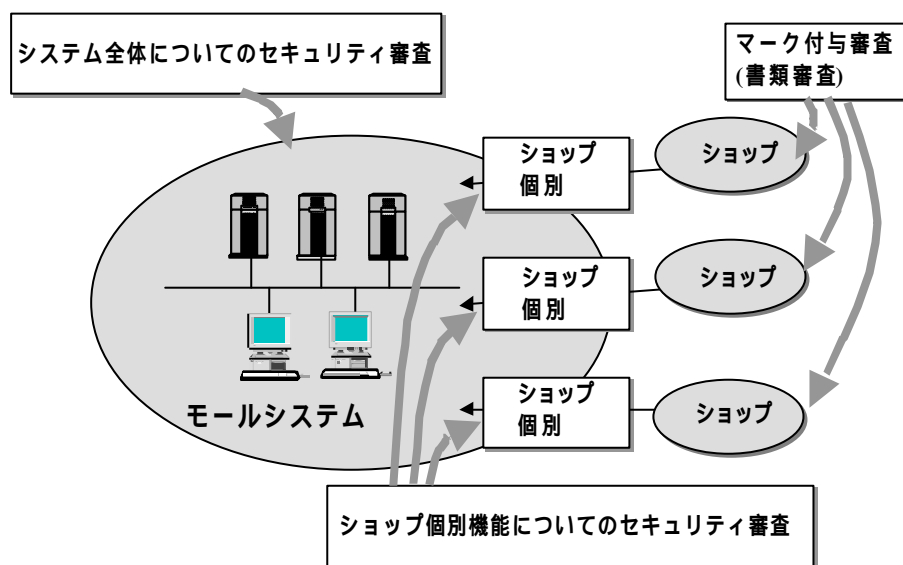 システム全体についてのセキュリティ審査
マーク付与審査
(書類審査)
ショップ
個別
ショップ
ショップ
個別
ショップ
ショップ
個別
ショップ
モールシステム
ショップ個別機能についてのセキュリティ審査